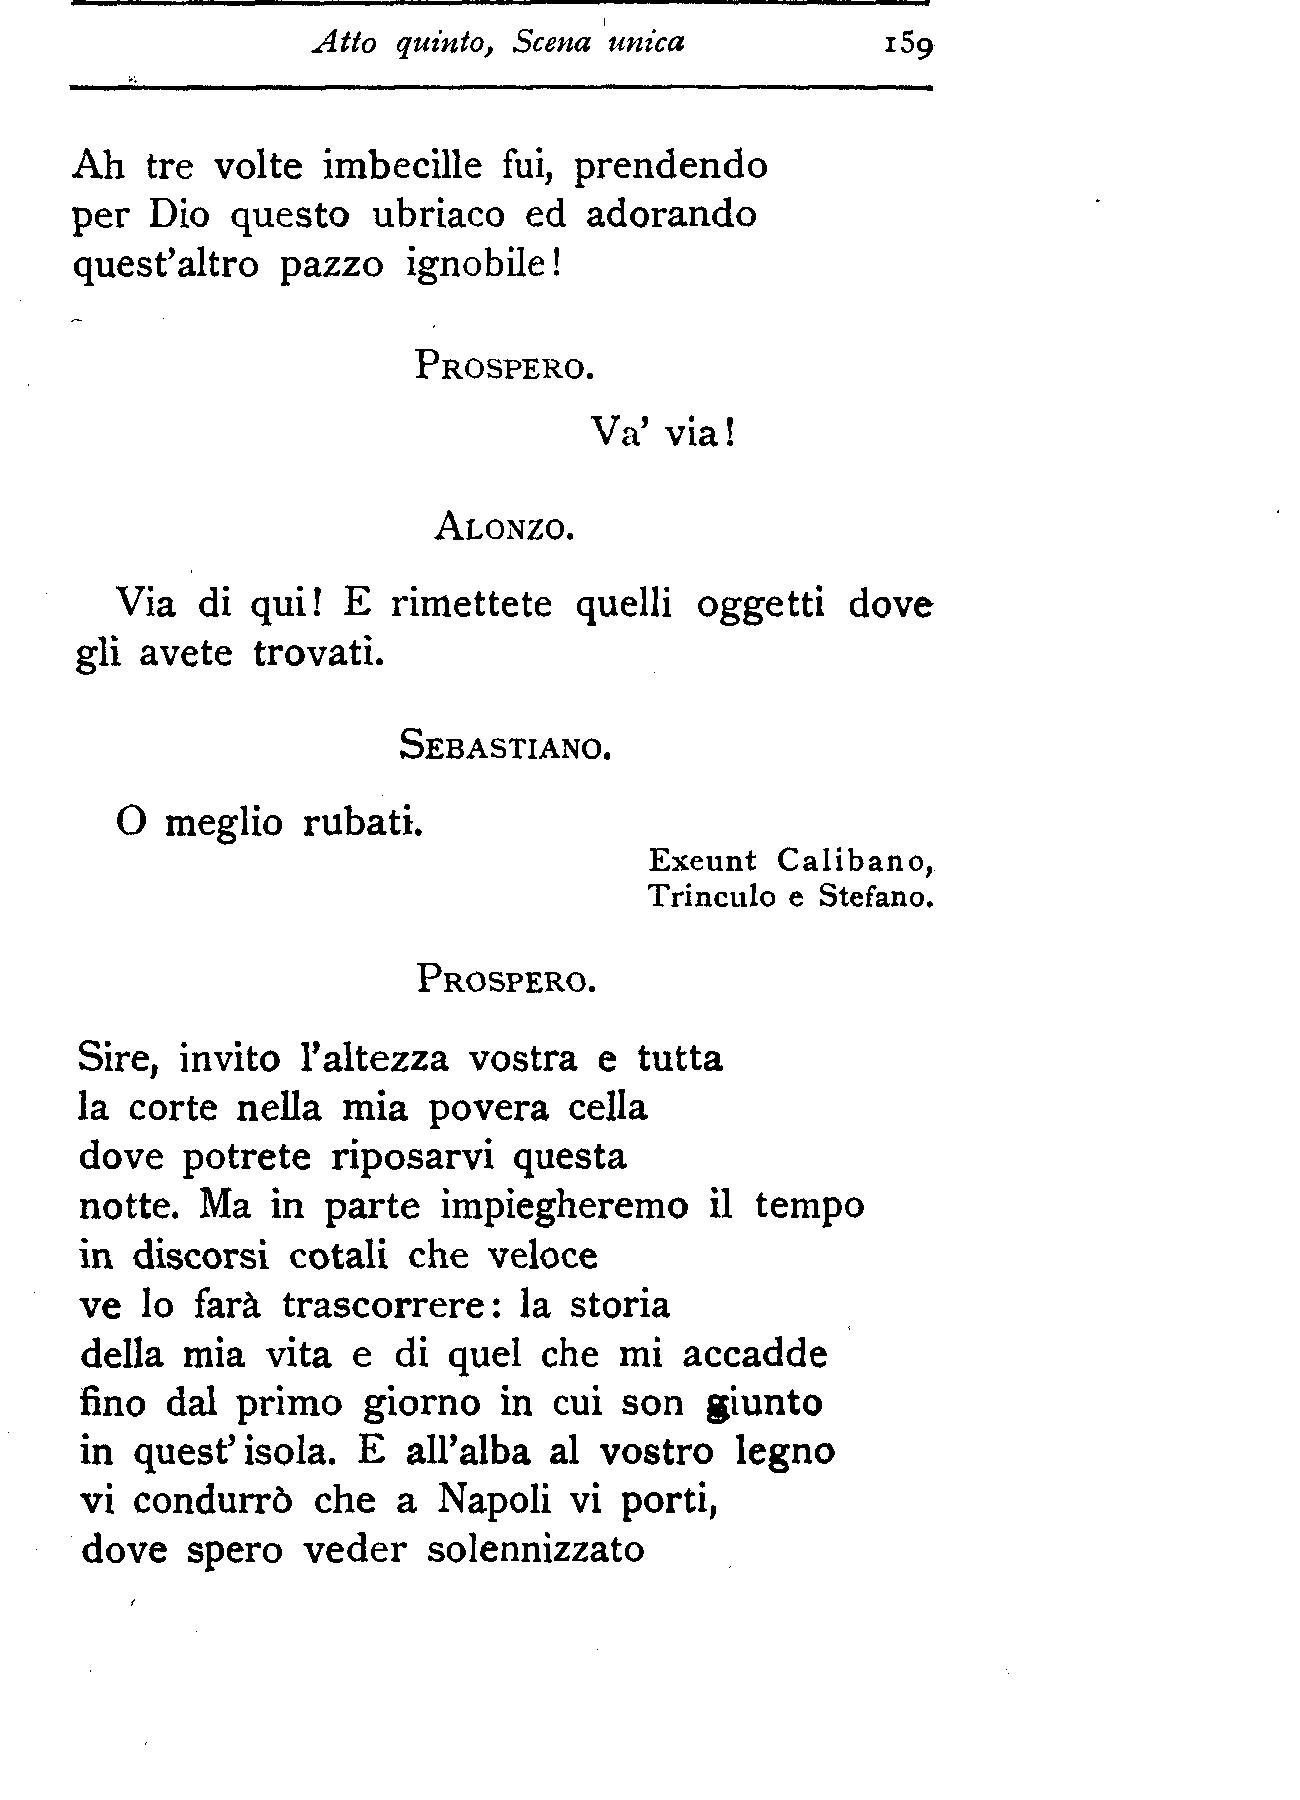 Atto quinto, Scena unica 159
Ah tre volte imbecille fui, prendendo
per Dio questo ubriaco ed adorando
quest'altro pazzo ignobile!
PROSPERO.
Va' via!
ALONZO.
Via di qui! E rimettete quelli oggetti dove
gli avete trovati.
SEBASTIANO.
O meglio rubati.
Exeunt Calibano,
Trinculo e Stefano.
PROSPERO.
Sire, invito l'altezza vostra e tutta
la corte nella mia povera cella
dove potrete riposarvi questa
notte. Ma in parte impiegheremo il tempo
in discorsi cotali che veloce
ve lo farà trascorrere: la storia
della mia vita e di quel che mi accadde
fino dal primo giorno in cui son giunto
in quest'isola. E all'alba al vostro legno
vi condurrò che a Napoli vi porti,
dove spero veder solennizzato